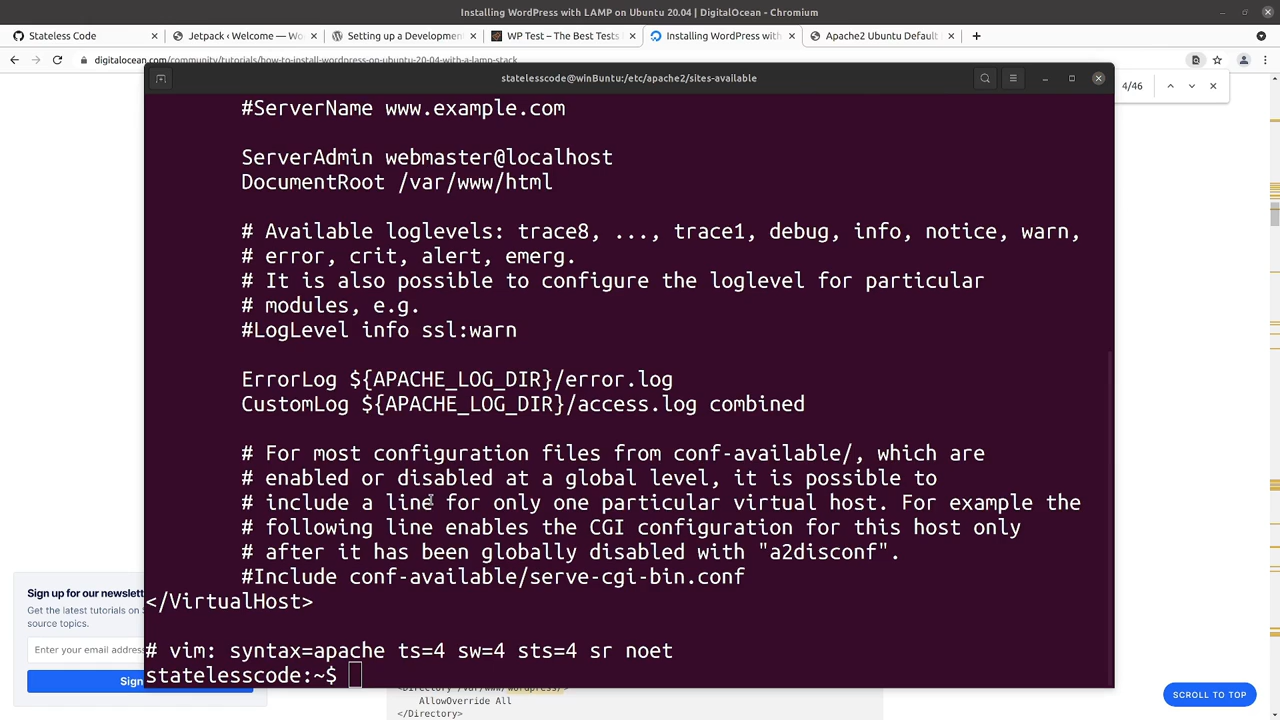 Installing WordPress with LAMP on Ubuntu 20.04 | DigitalOcean - Chromium
Stateless Code
Jetpack ‹ Welcome — Wo
Setting up a Developmen
WP Test – The Best Tests
Installing WordPress with
Apache2 Ubuntu Default
digitalocean.com/community/tutorials/how-to-install-wordpress-on-ubuntu-20-04-with-a-lamp-stack
statelesscode@winBuntu:/etc/apache2/sites-available
4/46
#ServerName www.example.com
ServerAdmin webmaster@localhost
DocumentRoot /var/www/html
# Available loglevels: trace8, ..., trace1, debug, info, notice, warn,
# error, crit, alert, emerg.
# It is also possible to configure the loglevel for particular
# modules, e.g.
#LogLevel info ssl:warn
ErrorLog ${APACHE_LOG_DIR}/error.log
CustomLog ${APACHE_LOG_DIR}/access.log combined
# For most configuration files from conf-available/, which are
# enabled or disabled at a global level, it is possible to
# include a line for only one particular virtual host. For example the
# following line enables the CGI configuration for this host only
# after it has been globally disabled with "a2disconf".
#Include conf-available/serve-cgi-bin.conf
</VirtualHost>
# vim: syntax=apache ts=4 sw=4 sts=4 sr noet
statelesscode:~$
Sign up for our newslett
Get the latest tutorials on
source topics.
Enter your email address
Sign
<Directory /var/www/wordpress/>
AllowOverride All
</Directory>
SCROLL TO TOP